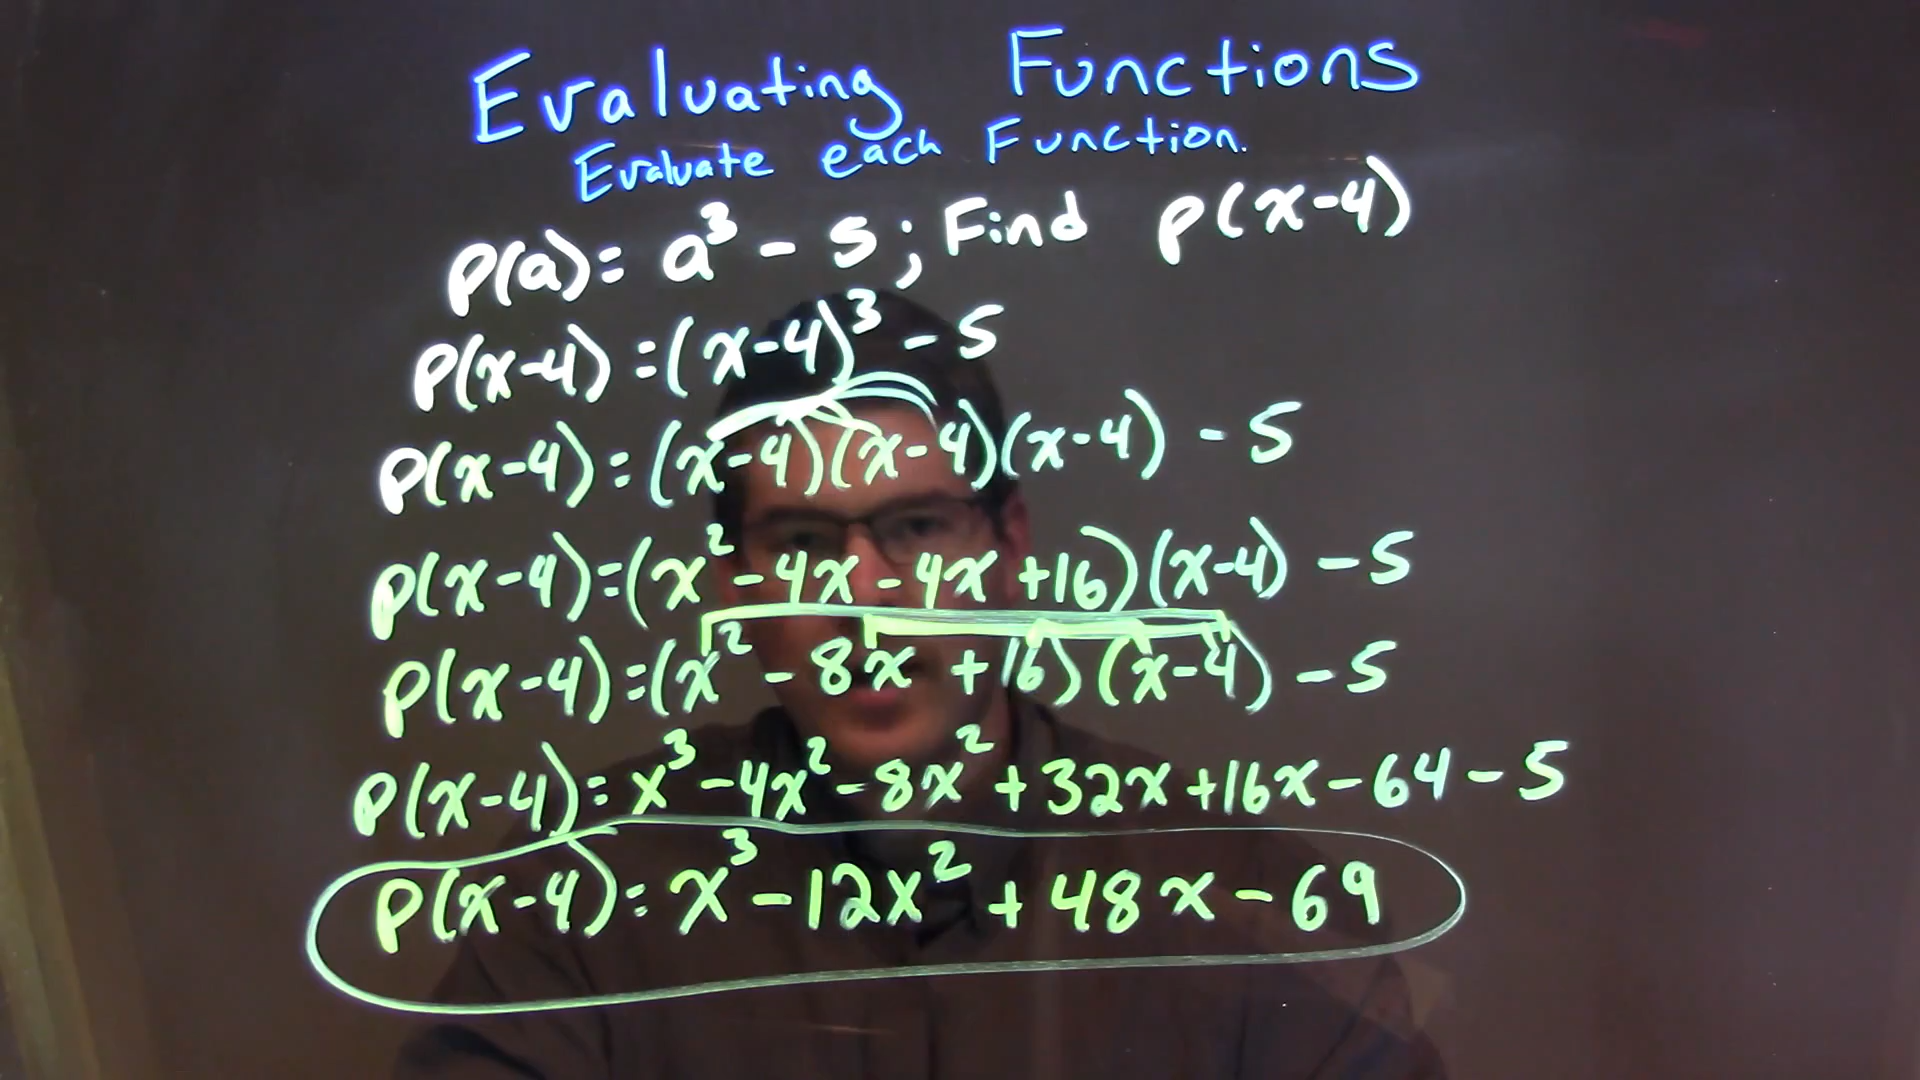 Evaluating Functions
Evaluate each Function.
P(a) = a³ - 5 ; Find P(x-4)
P(x-4) = (x-4)³ - 5
P(x-4) = (x-4)(x-4)(x-4) - 5
P(x-4) = (x² - 4x - 4x + 16)(x-4) - 5
P(x-4) = (x² - 8x + 16)(x-4) - 5
P(x-4) = x³ - 4x² - 8x² + 32x + 16x - 64 - 5
P(x-4) = x³ - 12x² + 48x - 69